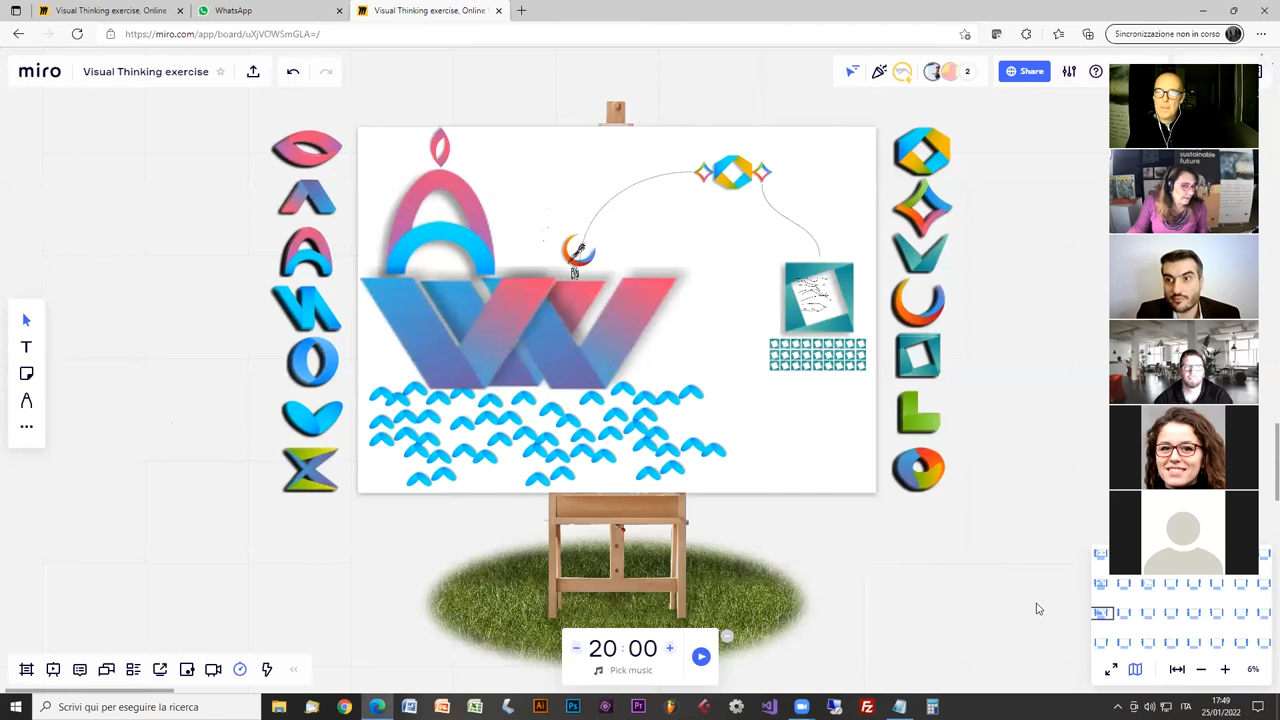 Visual Thinking exercise, Online
WhatsApp
Visual Thinking exercise, Online
https://miro.com/app/board/uXjVOWSmGLA=/
Sincronizzazione non in corso
miro
Visual Thinking exercise
2
Share
sustainable
future
T
20 : 00
Pick music
6%
Scrivi qui per eseguire la ricerca
ITA
17:49
25/01/2022